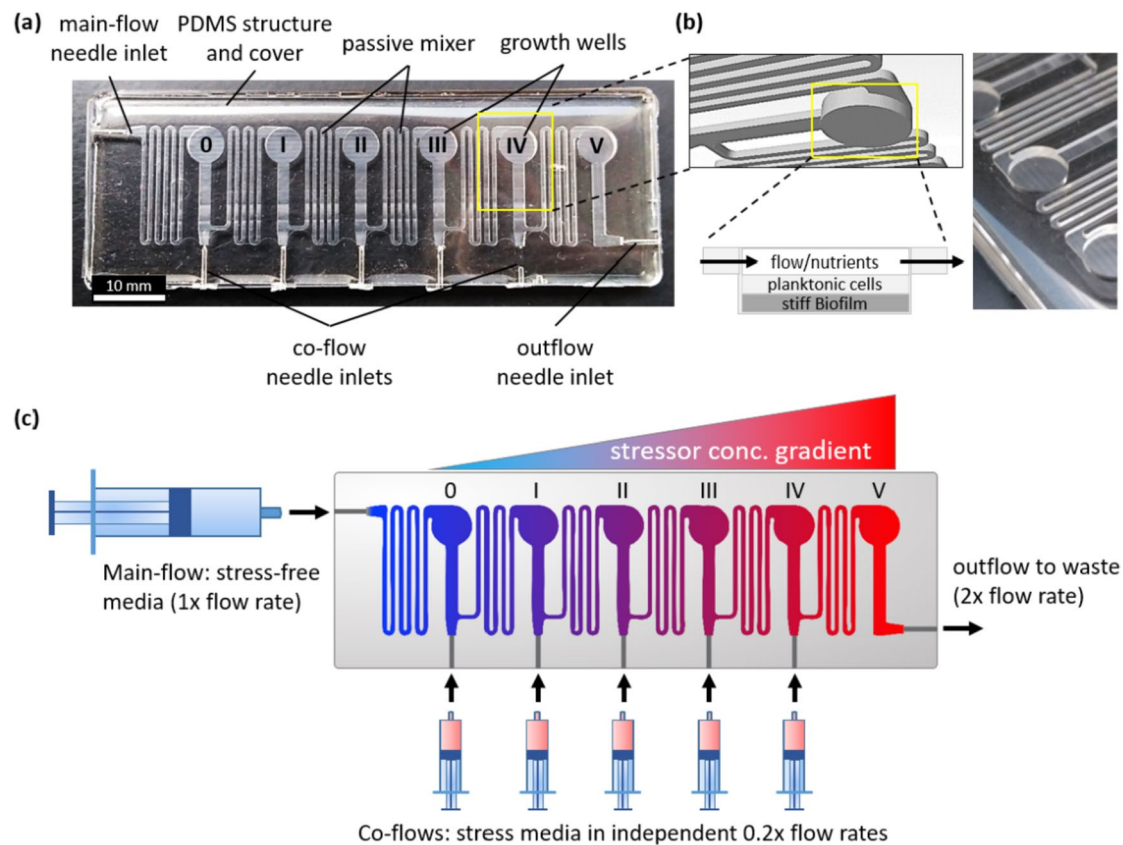 (a)
main-flow
needle inlet
PDMS structure
and cover
passive mixer
growth wells
0 I II III IV V
10 mm
co-flow
needle inlets
outflow
needle inlet
(b)
flow/nutrients
planktonic cells
stiff Biofilm
(c)
stressor conc. gradient
0 I II III IV V
Main-flow: stress-free
media (1x flow rate)
outflow to waste
(2x flow rate)
Co-flows: stress media in independent 0.2x flow rates